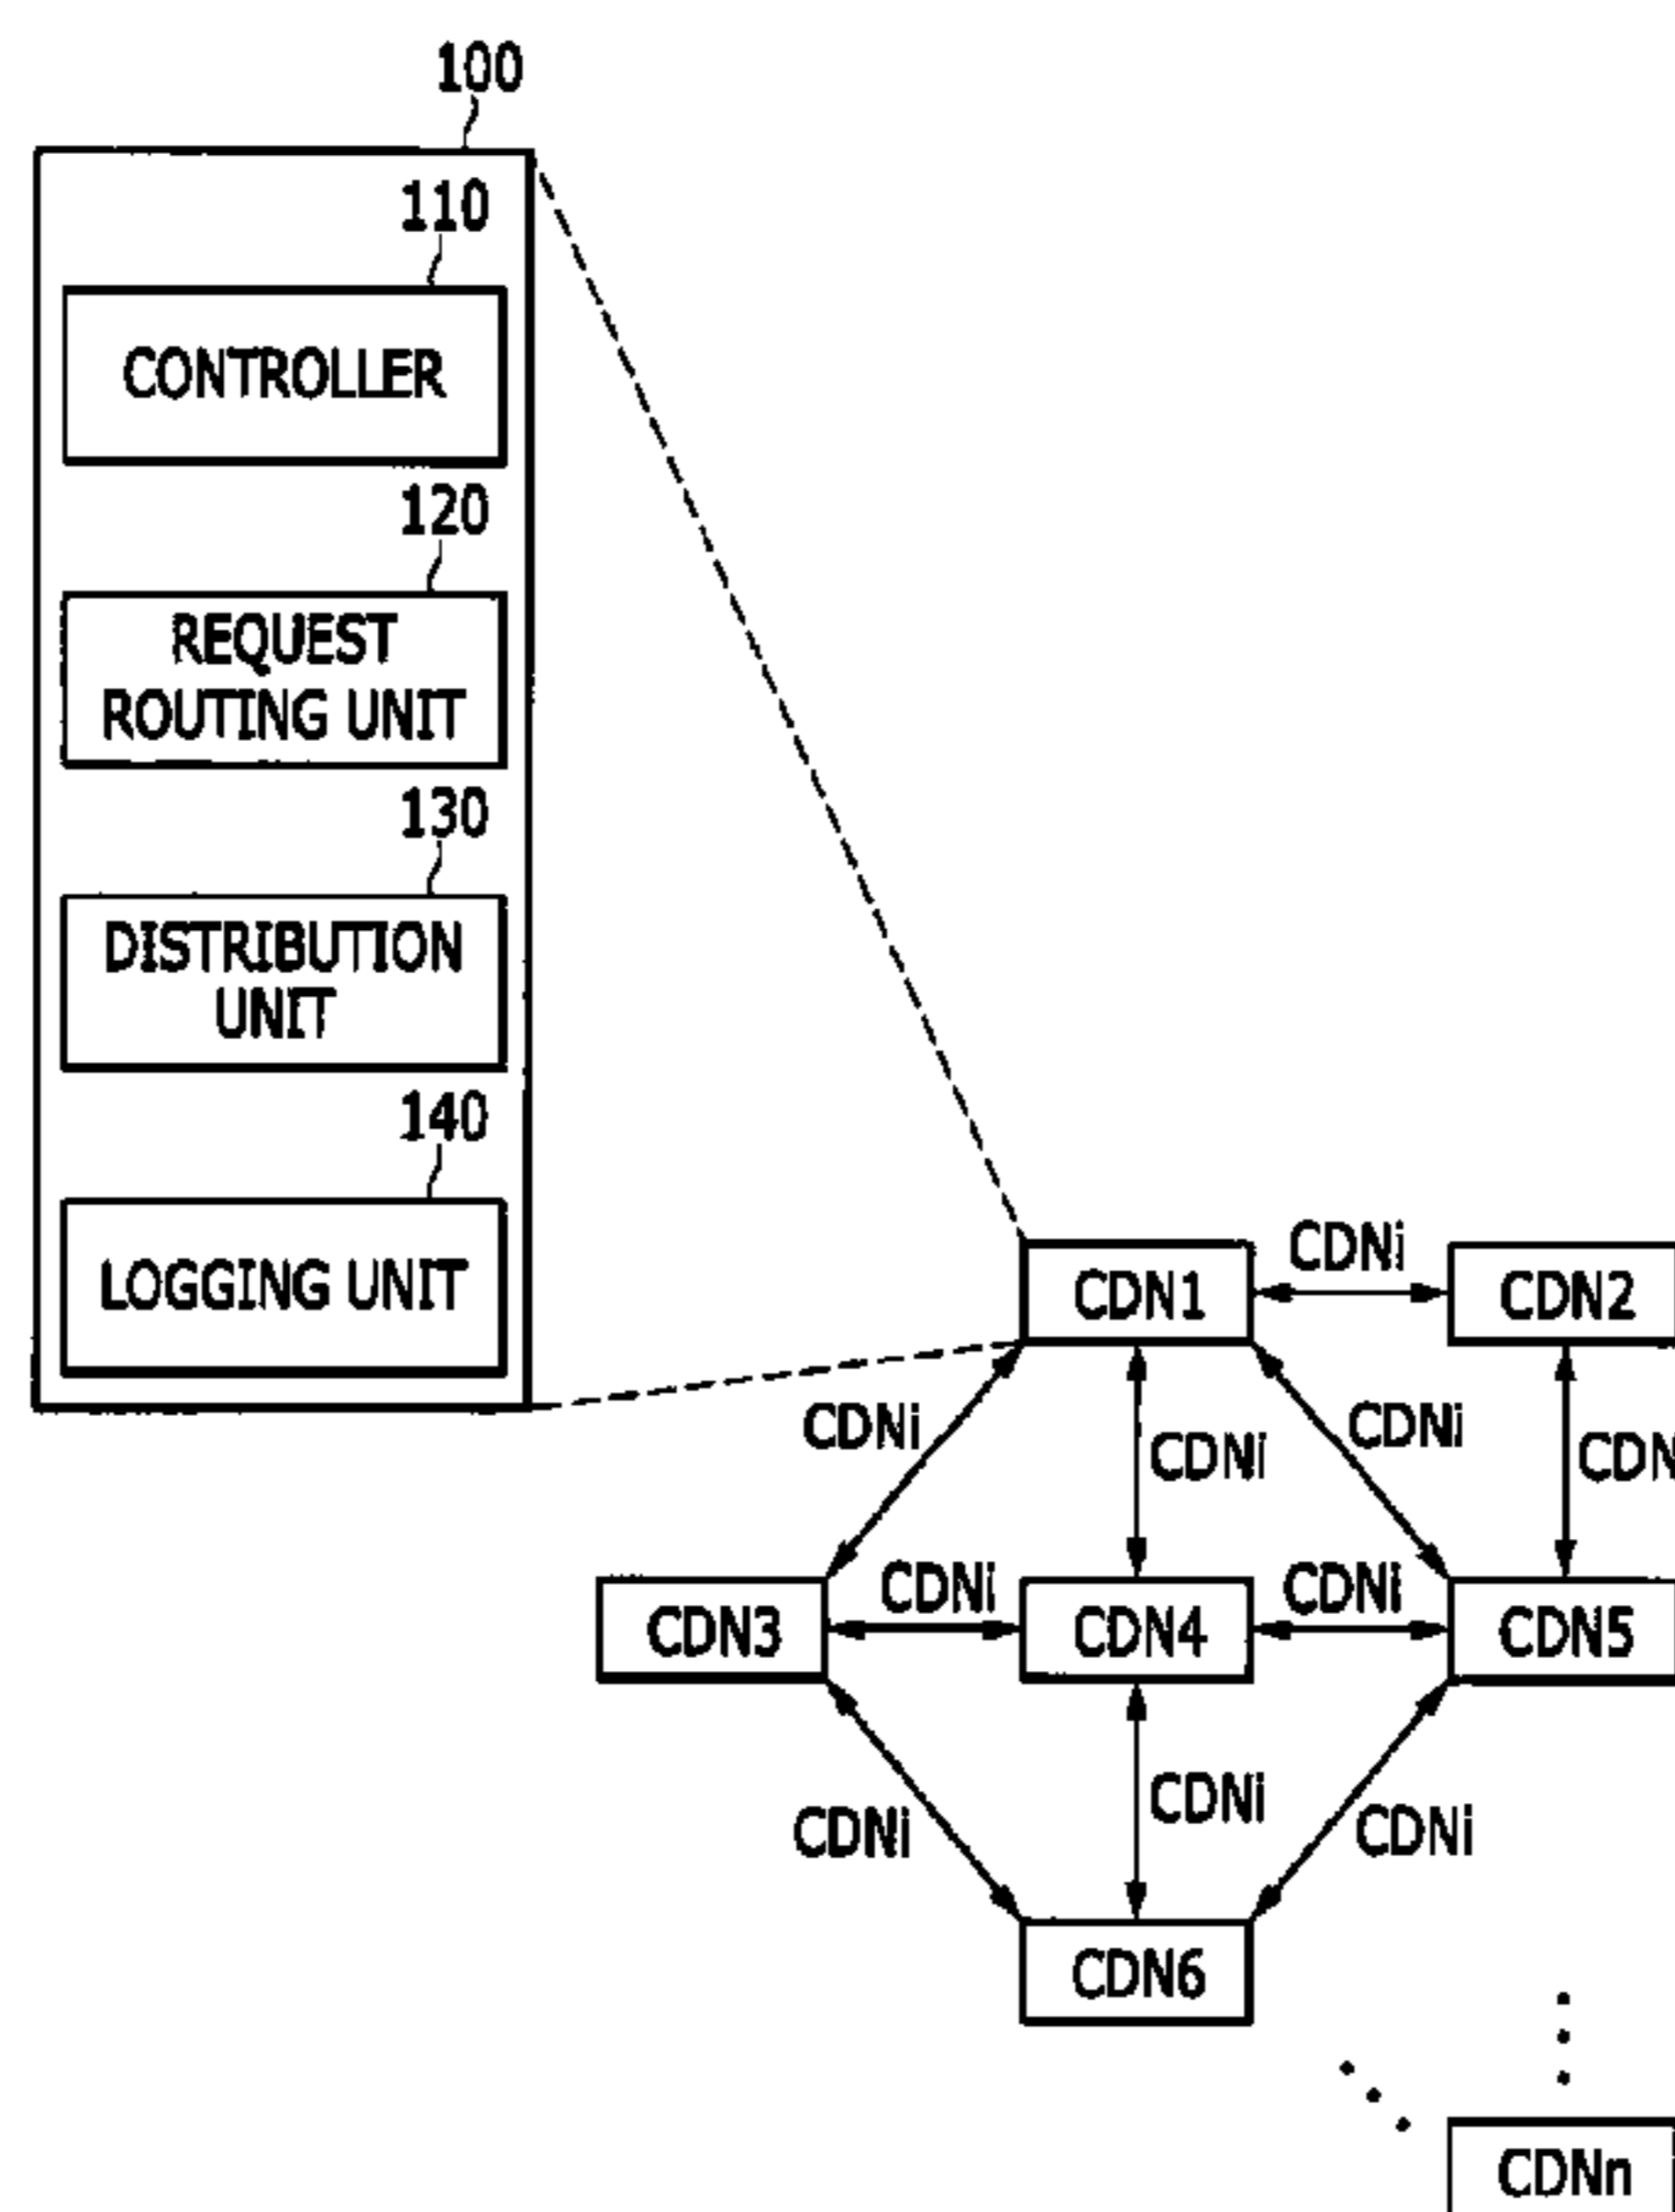 100
110
CONTROLLER
120
REQUEST
ROUTING UNIT
130
DISTRIBUTION
UNIT
140
LOGGING UNIT
CDNi
CDN1
CDN2
CDNi
CDNi
CDNi
CDN
CDNi
CDNi
CDN3
CDN4
CDN5
CDNi
CDNi
CDNi
CDN6
CDNn